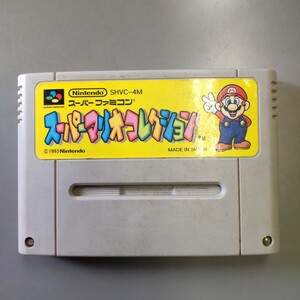 Nintendo SHVC-4M
スーパーファミコン
スーパーマリオコレクション
© 1993 Nintendo
MADE IN JAPAN